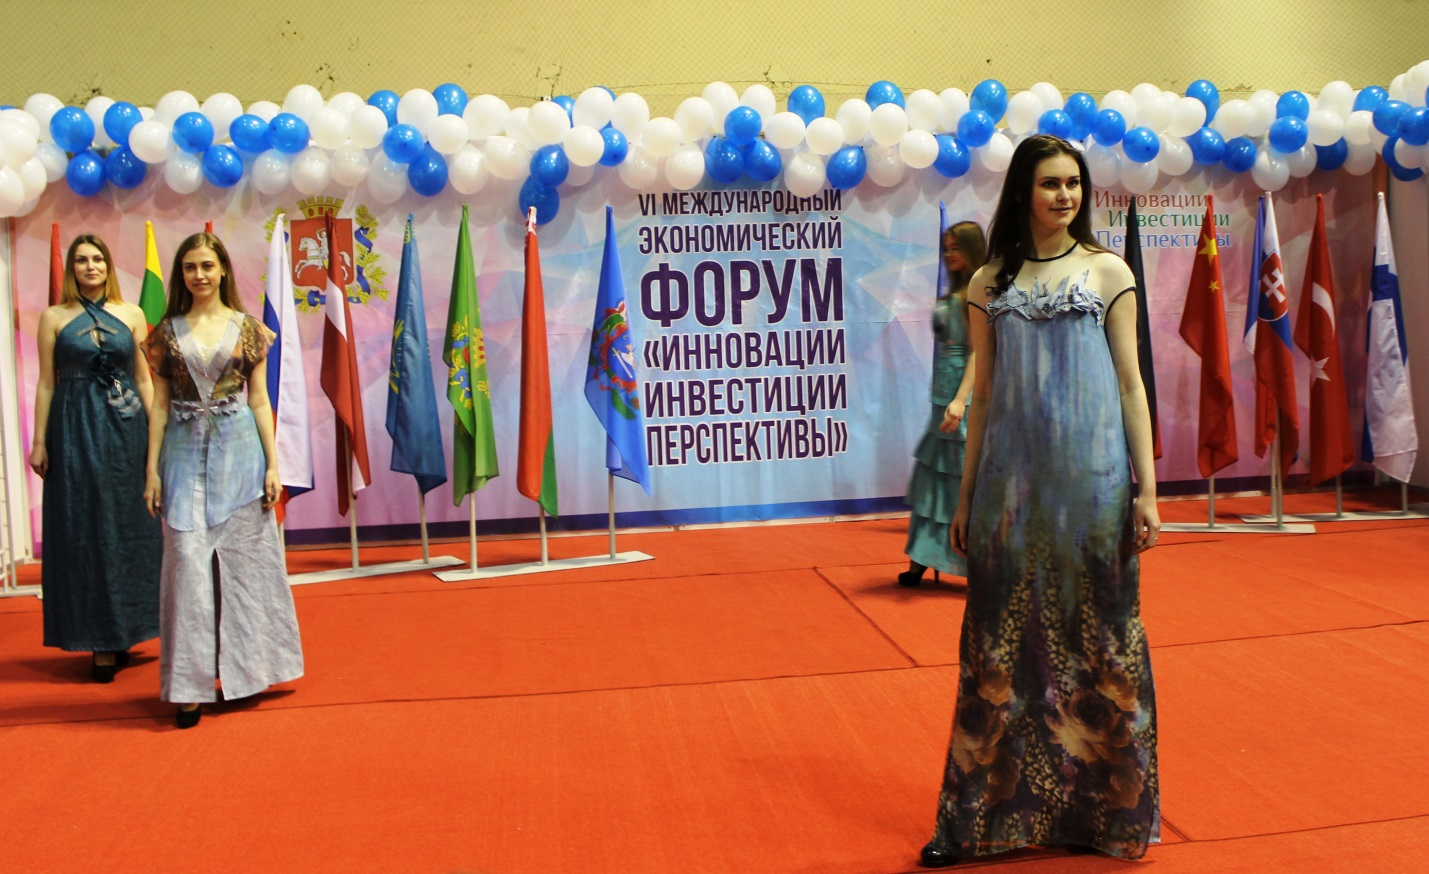 VI МЕЖДУНАРОДНЫЙ
ЭКОНОМИЧЕСКИЙ
ФОРУМ
«ИННОВАЦИИ
ИНВЕСТИЦИИ
ПЕРСПЕКТИВЫ»
Инновации
Инвестиции
Перспективы